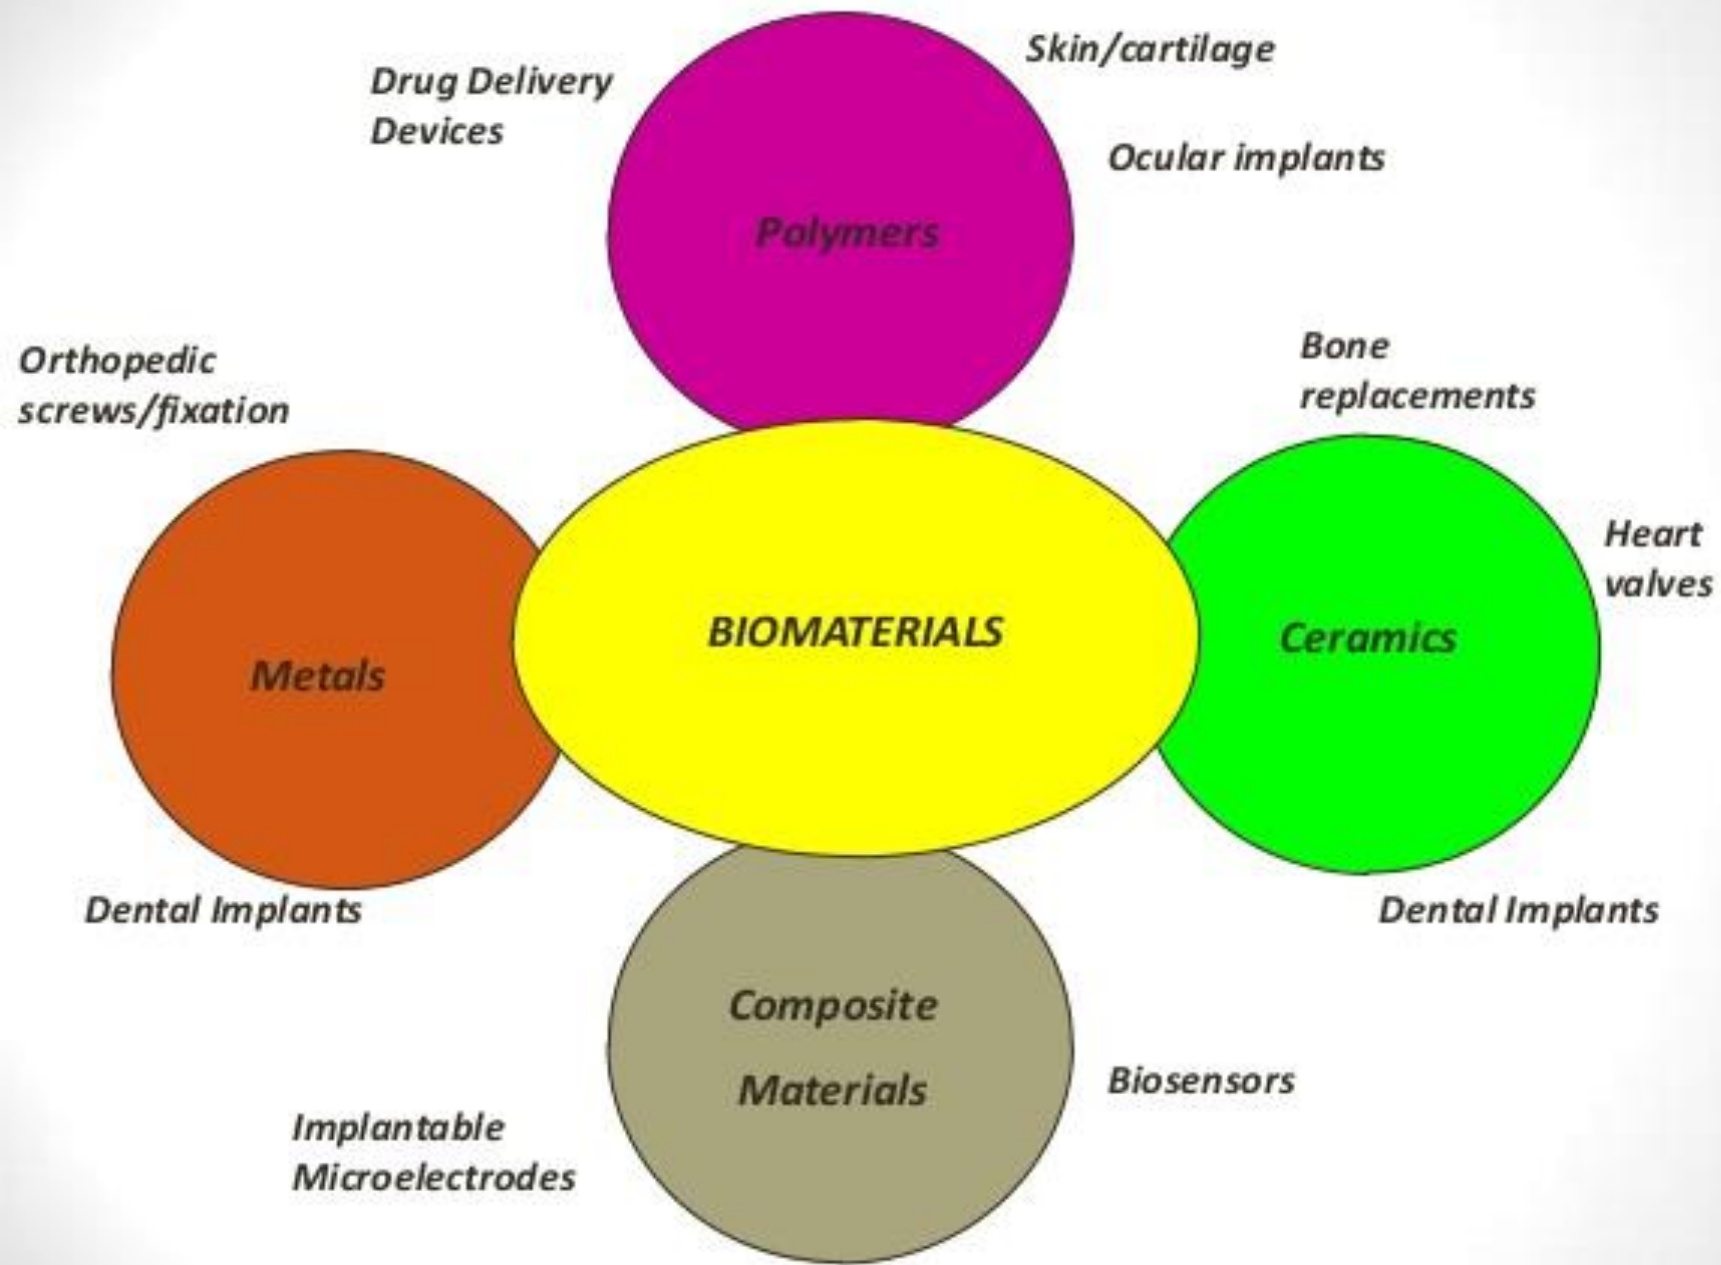 Skin/cartilage
Drug Delivery
Devices
Ocular implants
Polymers
Orthopedic
screws/fixation
Bone
replacements
Heart
valves
Metals
BIOMATERIALS
Ceramics
Dental Implants
Dental Implants
Composite
Materials
Biosensors
Implantable
Microelectrodes